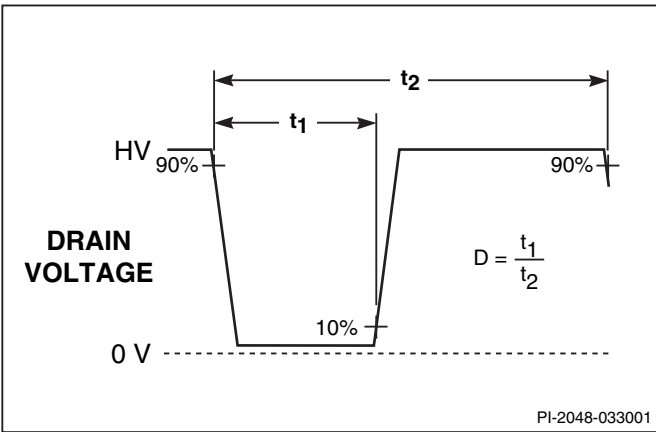 t2
t1
HV
90%
90%
DRAIN
VOLTAGE
D = t1
t2
10%
0 V
PI-2048-033001